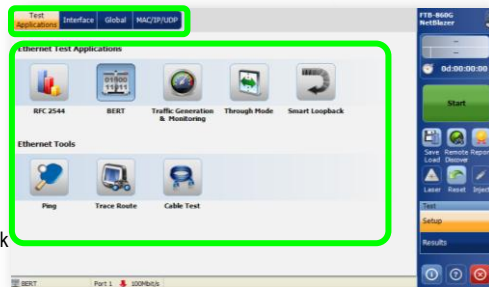 Test Applications
Interface
Global
MAC/IP/UDP
FTB-860G
NetBlazer
--
--
0d:00:00:00
Start
Ethernet Test Applications
01900
11011
RFC 2544
BERT
Traffic Generation & Monitoring
Through Mode
Smart Loopback
Ethernet Tools
Ping
Trace Route
Cable Test
k
Save Load
Remote Discover
Report
Laser
Reset
Inject
Test
Setup
Results
BERT
Port 1
100Mbit/s